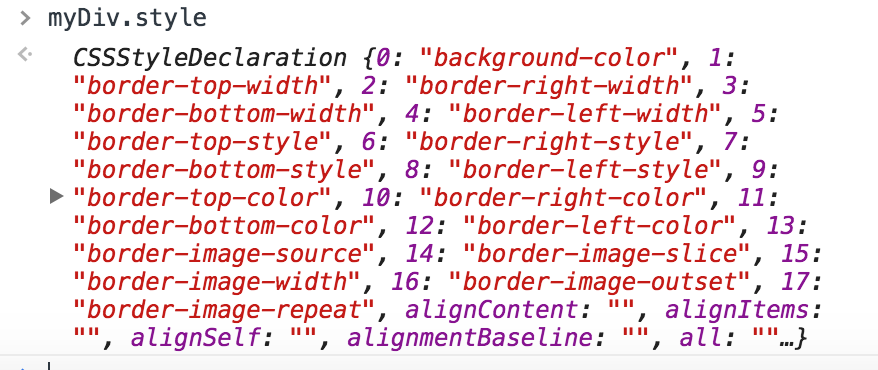 > myDiv.style
CSSStyleDeclaration {0: "background-color", 1:
"border-top-width", 2: "border-right-width", 3:
"border-bottom-width", 4: "border-left-width", 5:
"border-top-style", 6: "border-right-style", 7:
"border-bottom-style", 8: "border-left-style", 9:
"border-top-color", 10: "border-right-color", 11:
"border-bottom-color", 12: "border-left-color", 13:
"border-image-source", 14: "border-image-slice", 15:
"border-image-width", 16: "border-image-outset", 17:
"border-image-repeat", alignContent: "", alignItems:
"", alignSelf: "", alignmentBaseline: "", all: ""…}